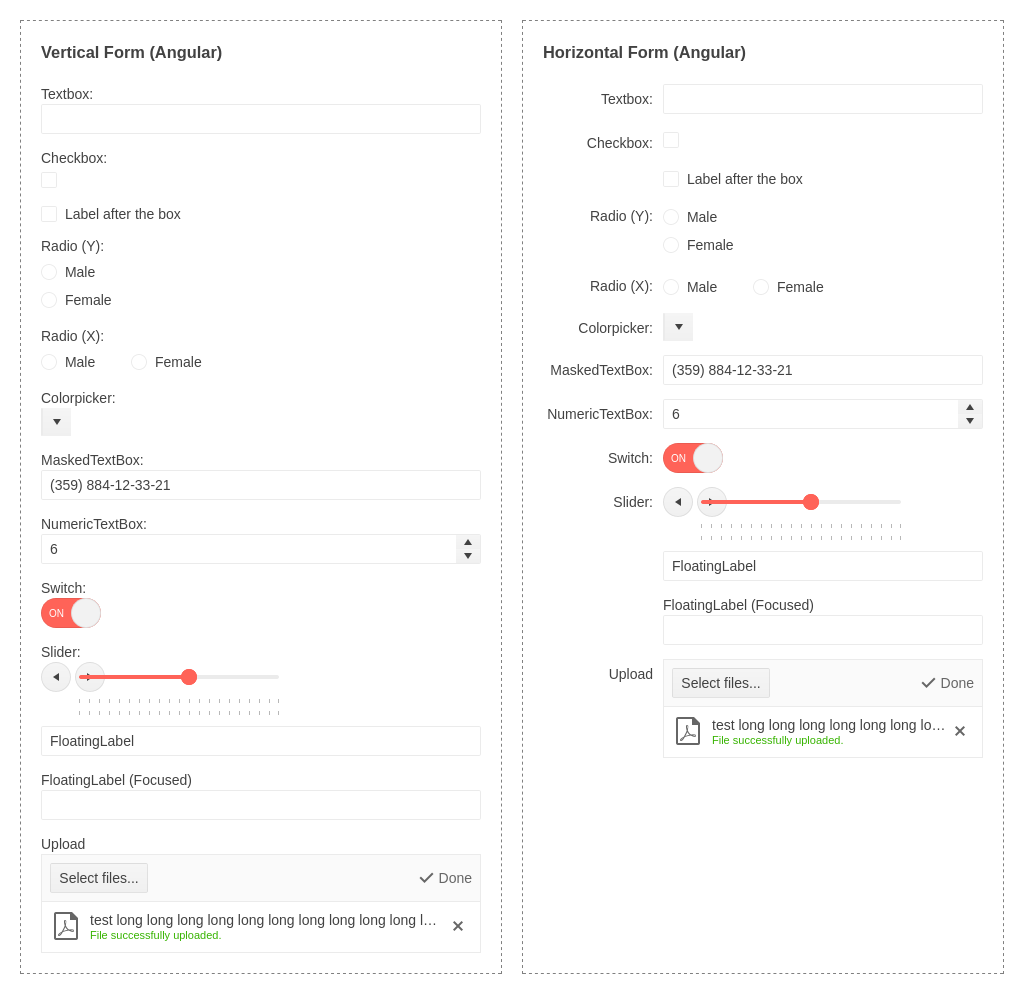 Vertical Form (Angular)
Textbox:
Checkbox:
Label after the box
Radio (Y):
Male
Female
Radio (X):
Male Female
Colorpicker:
MaskedTextBox:
(359) 884-12-33-21
NumericTextBox:
6
Switch:
ON
Slider:
FloatingLabel
FloatingLabel (Focused)
Upload
Select files... Done
test long long long long long long long long long long l…
File successfully uploaded.
Horizontal Form (Angular)
Textbox:
Checkbox:
Label after the box
Radio (Y): Male
Female
Radio (X): Male Female
Colorpicker:
MaskedTextBox: (359) 884-12-33-21
NumericTextBox: 6
Switch: ON
Slider:
FloatingLabel
FloatingLabel (Focused)
Upload Select files... Done
test long long long long long long lo…
File successfully uploaded.